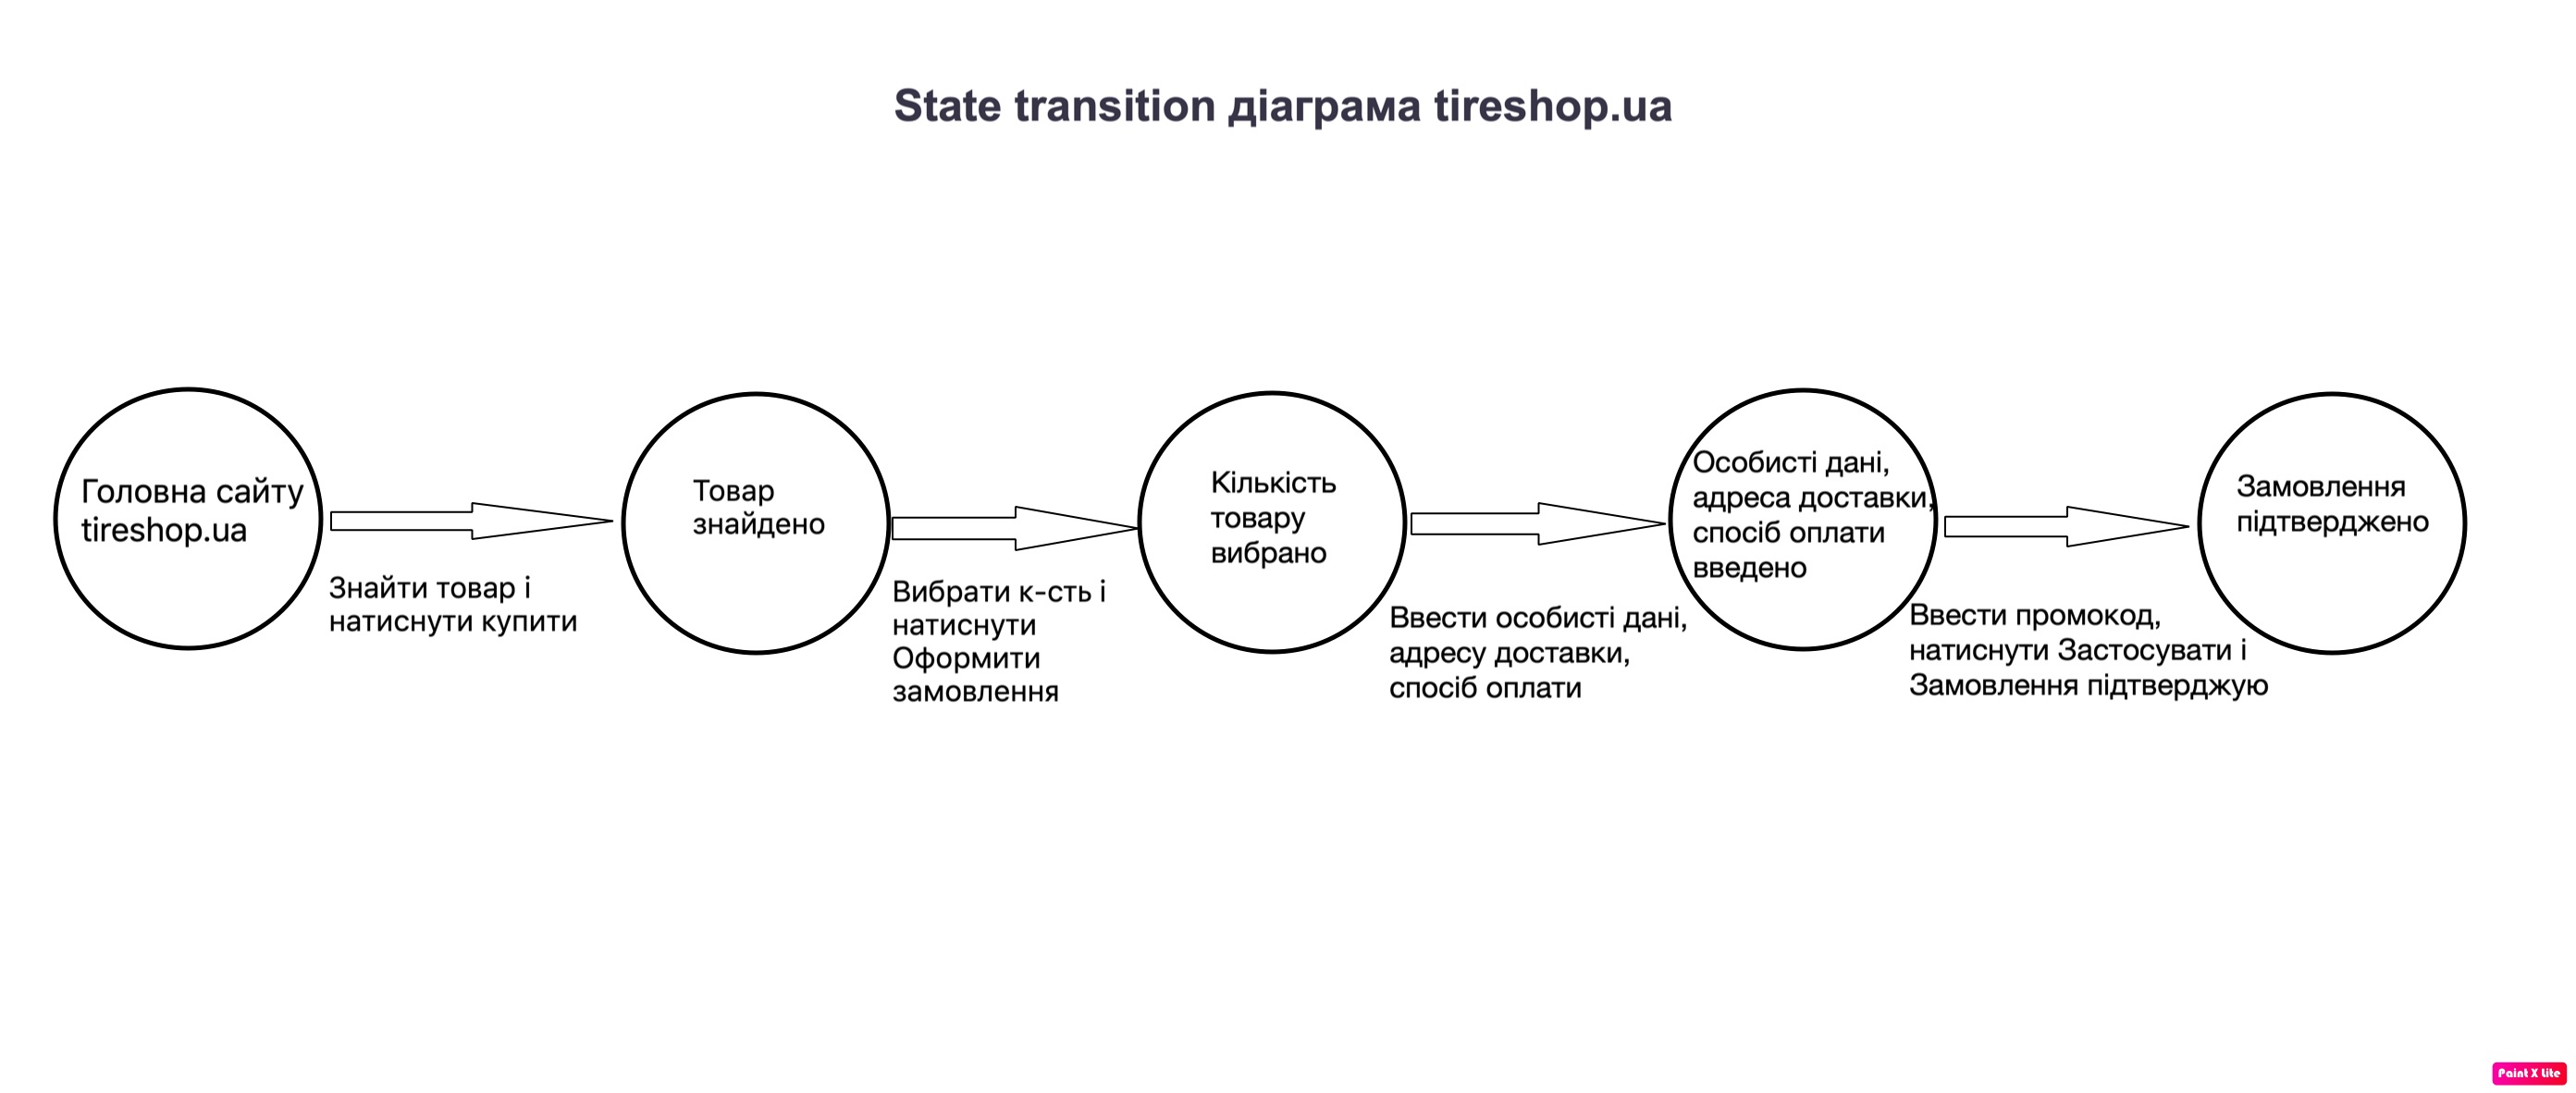 State transition діаграма tireshop.ua
Головна сайту
tireshop.ua
Знайти товар і
натиснути купити
Товар
знайдено
Вибрати к-сть і
натиснути
Оформити
замовлення
Кількість
товару
вибрано
Ввести особисті дані,
адресу доставки,
спосіб оплати
Особисті дані,
адреса доставки,
спосіб оплати
введено
Ввести промокод,
натиснути Застосувати і
Замовлення підтверджую
Замовлення
підтверджено
Paint X Lite